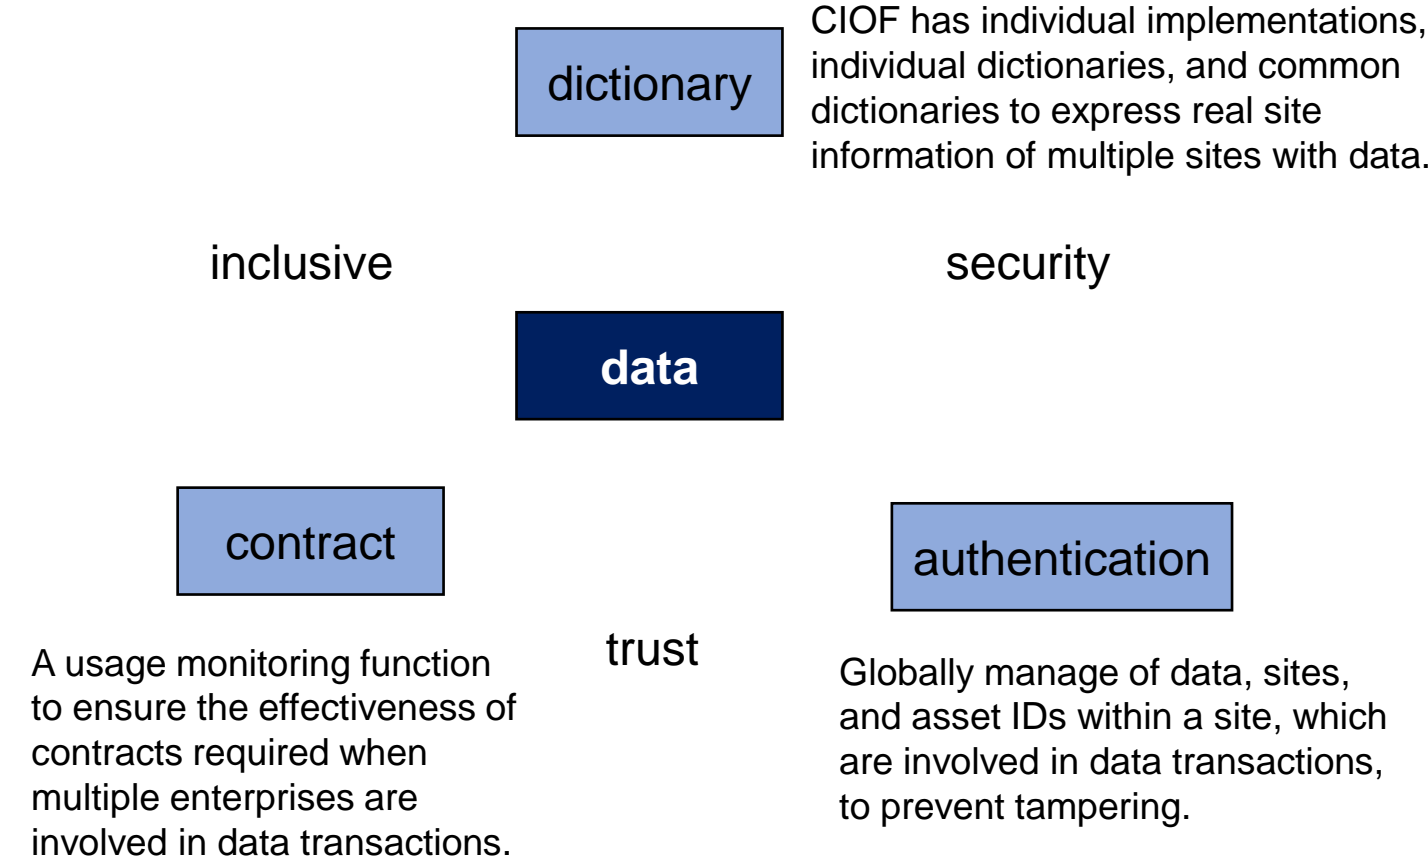 dictionary
CIOF has individual implementations,
individual dictionaries, and common
dictionaries to express real site
information of multiple sites with data.
inclusive
security
data
contract
authentication
trust
A usage monitoring function
to ensure the effectiveness of
contracts required when
multiple enterprises are
involved in data transactions.
Globally manage of data, sites,
and asset IDs within a site, which
are involved in data transactions,
to prevent tampering.